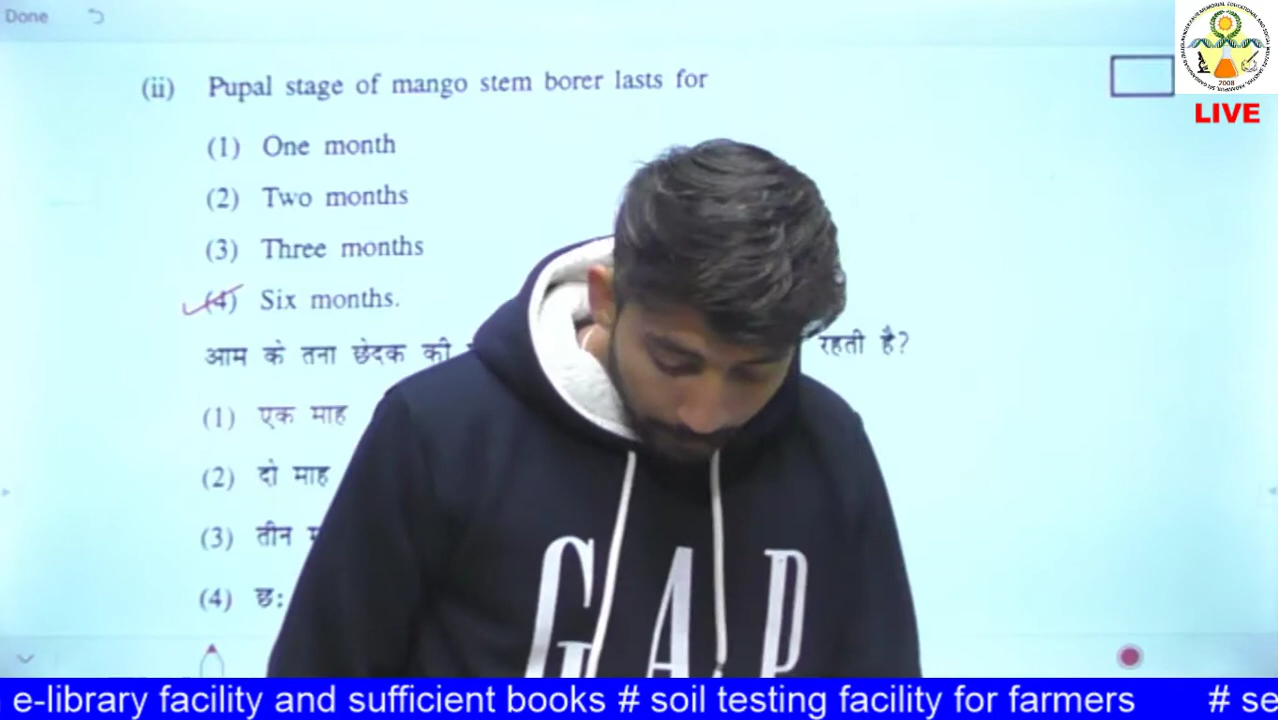 Done
(ii) Pupal stage of mango stem borer lasts for
(1) One month
(2) Two months
(3) Three months
(4) Six months.
आम के तना छेदक की रहती है?
(1) एक माह
(2) दो माह
(3) तीन
(4) छ:
2008
LIVE
GAP
e-library facility and sufficient books # soil testing facility for farmers # se